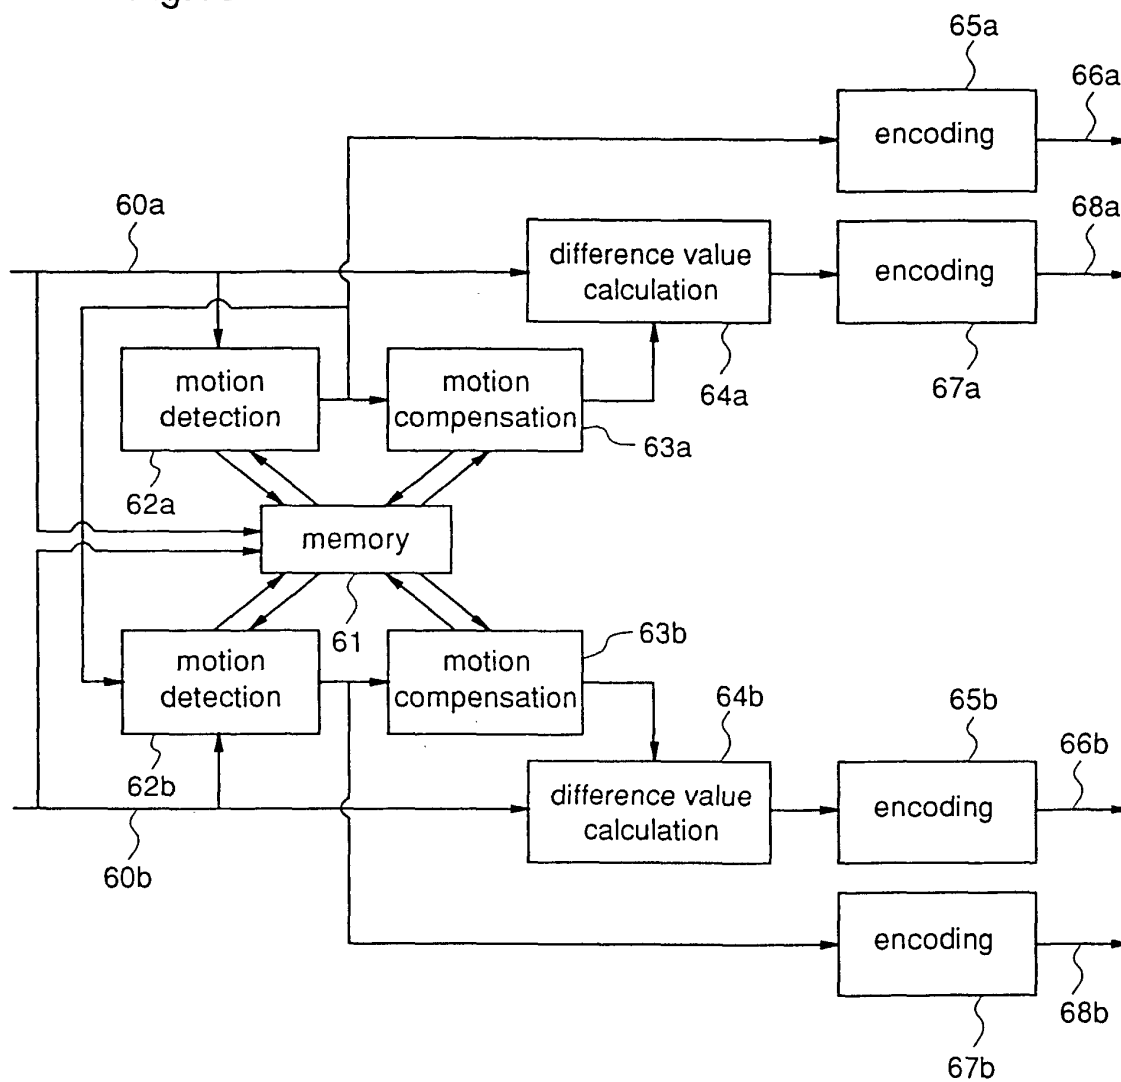 65a
66a
encoding
60a
68a
difference value
calculation
encoding
motion
detection
motion
compensation
64a
67a
63a
62a
memory
61
63b
motion
detection
motion
compensation
64b
65b
66b
62b
difference value
calculation
encoding
60b
encoding
68b
67b